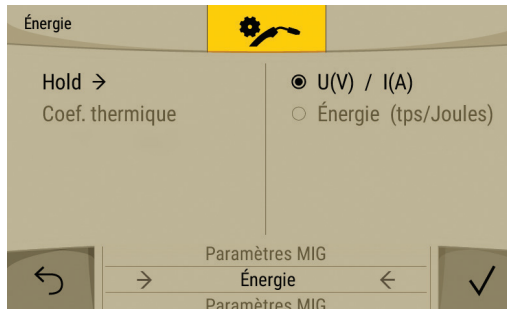 Énergie
Hold →
Coef. thermique
U(V) / I(A)
Énergie (tps/Joules)
Paramètres MIG
→ Énergie ←
Paramètres MIG